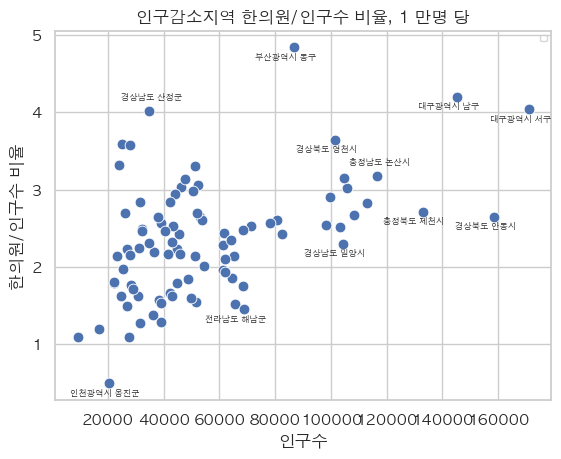 인구감소지역 한의원/인구수 비율, 1 만명 당
5
부산광역시 동구
경상남도 산청군
대구광역시 남구
4
대구광역시 서구
경상북도 영천시
충청남도 논산시
3
충청북도 제천시
경상북도 안동시
경상남도 밀양시
2
전라남도 해남군
1
인천광역시 옹진군
한의원/인구수 비율
20000 40000 60000 80000 100000 120000 140000 160000
인구수